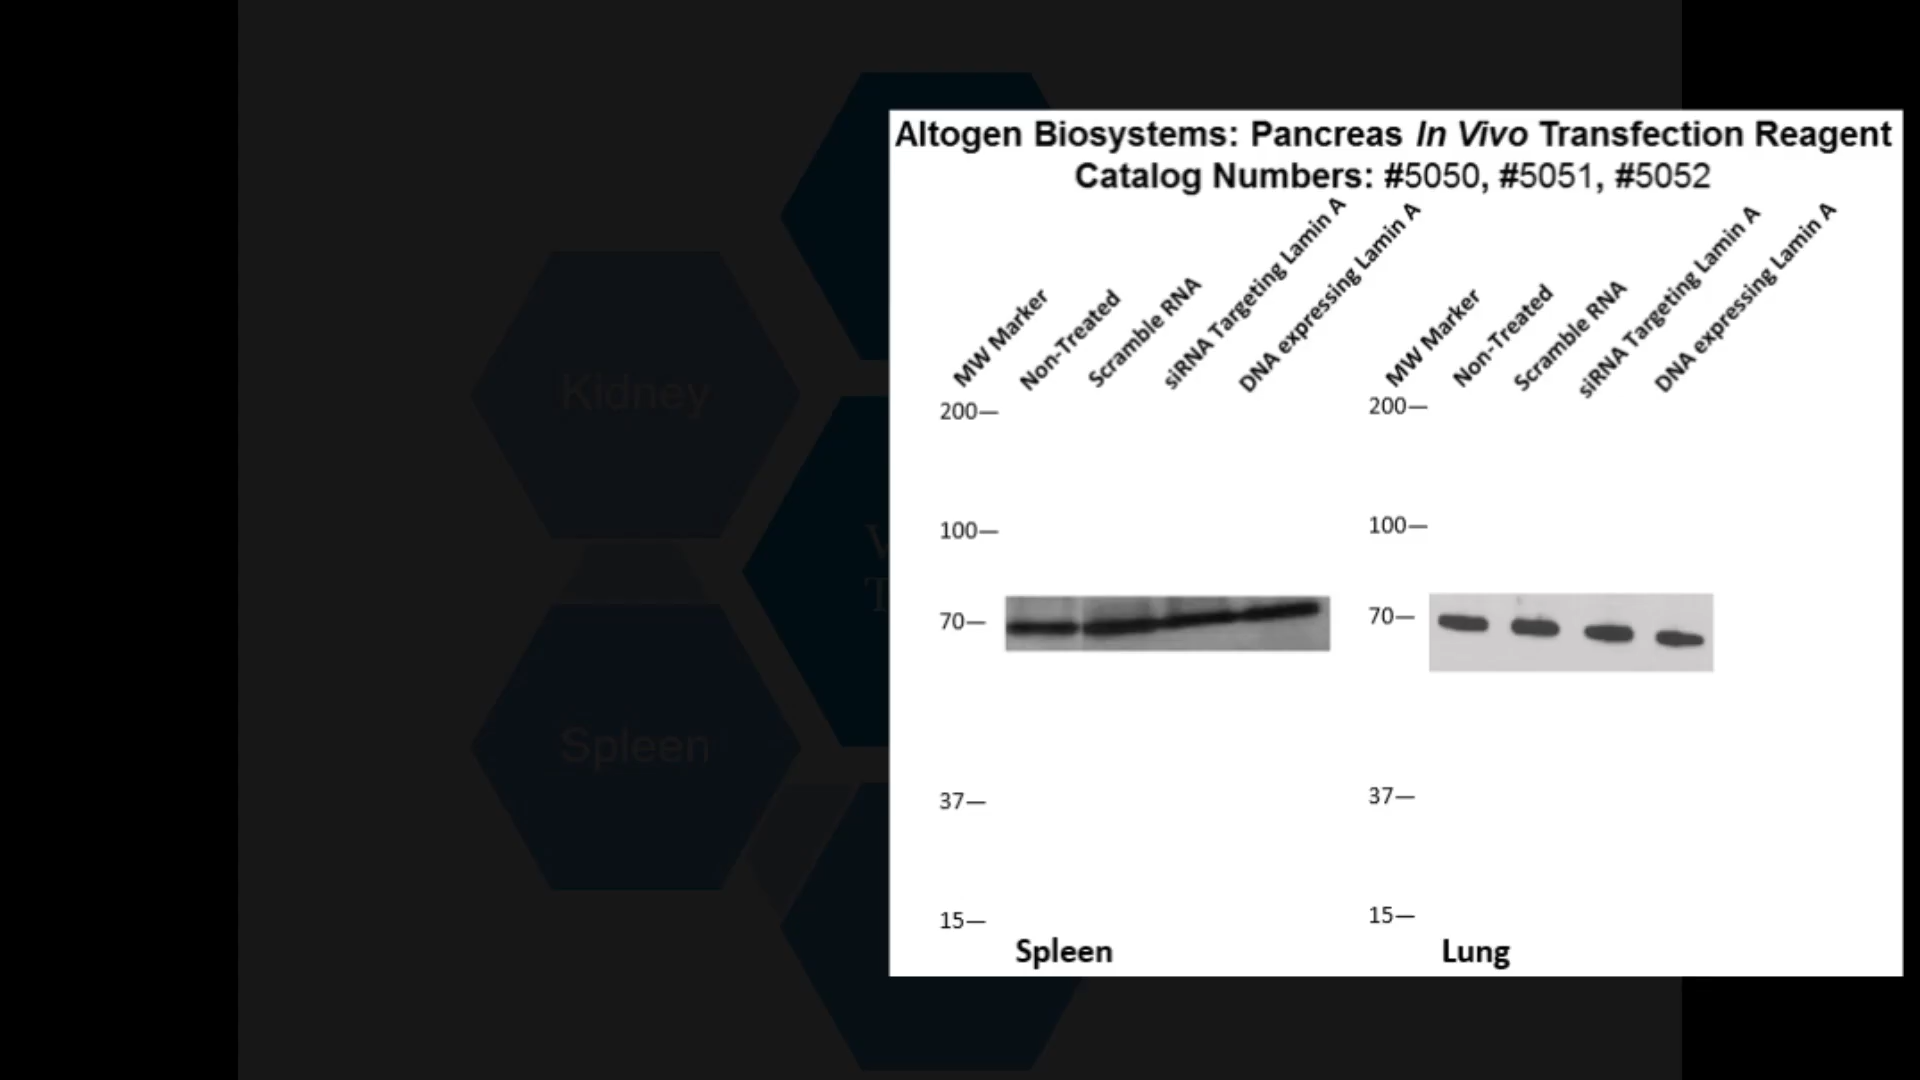 Altogen Biosystems: Pancreas In Vivo Transfection Reagent
Catalog Numbers: #5050, #5051, #5052
MW Marker
Non-Treated
Scramble RNA
siRNA Targeting Lamin A
DNA expressing Lamin A
200—
100—
70—
37—
15—
Spleen
MW Marker
Non-Treated
Scramble RNA
siRNA Targeting Lamin A
DNA expressing Lamin A
200—
100—
70—
37—
15—
Lung
Kidney
Spleen